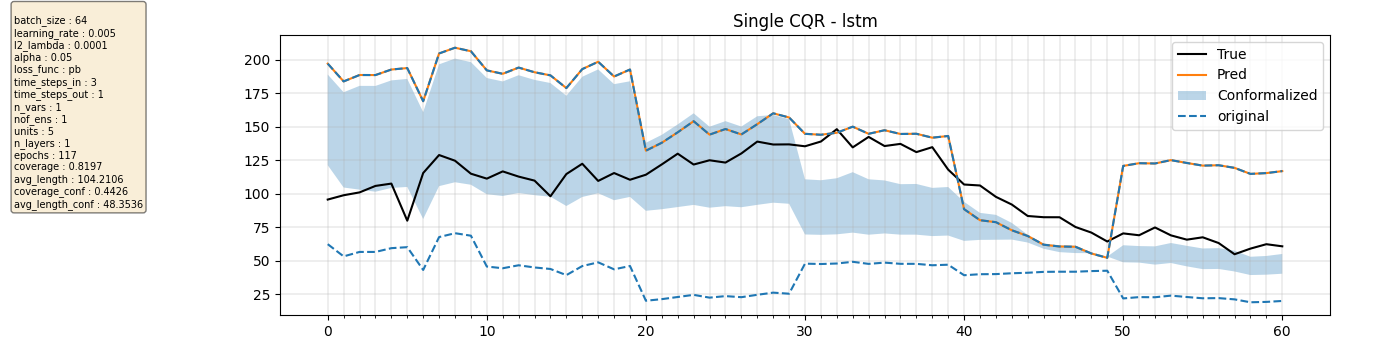 batch_size : 64
learning_rate : 0.005
l2_lambda : 0.0001
alpha : 0.05
loss_func : pb
time_steps_in : 3
time_steps_out : 1
n_vars : 1
nof_ens : 1
units : 5
n_layers : 1
epochs : 117
coverage : 0.8197
avg_length : 104.2106
coverage_conf : 0.4426
avg_length_conf : 48.3536
Single CQR - lstm
200
175
150
125
100
75
50
25
0 10 20 30 40 50 60
True
Pred
Conformalized
original